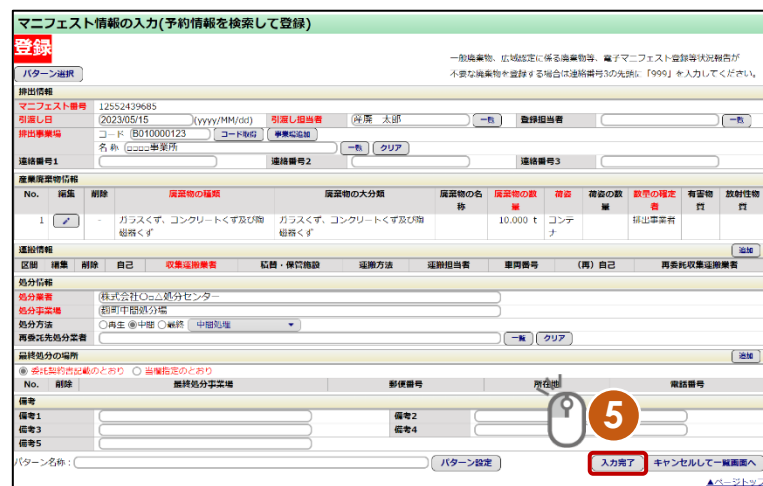 マニフェスト情報の入力(予約情報を検索して登録)
登録
一般廃棄物、広域認定に係る廃棄物等、電子マニフェスト登録等状況報告が
パターン選択 不要な廃棄物を登録する場合は連絡番号3の先頭に「999」を入力してください。
排出情報
マニフェスト番号 12552439685
引渡し日 2023/05/15 (yyyy/MM/dd) 引渡し担当者 産廃 太郎 一覧 登録担当者 一覧
排出事業場 コード B010000123 コード取得 事業場追加
名称 □□□□事業所 一覧 クリア
連絡番号1 連絡番号2 連絡番号3
産業廃棄物情報
No. 編集 削除 廃棄物の種類 廃棄物の大分類 廃棄物の名称 廃棄物の数量 荷姿 荷姿の数量 数量の確定者 有害物質 放射性物質
1 - ガラスくず、コンクリートくず及び陶磁器くず ガラスくず、コンクリートくず及び陶磁器くず 10.000 t コンテナ 排出事業者
運搬情報 追加
区間 編集 削除 自己 収集運搬業者 積替・保管施設 運搬方法 運搬担当者 車両番号 (再)自己 再委託収集運搬業者
処分情報
処分業者 株式会社○□△処分センター
処分事業場 麹町中間処分場
処分方法 ○再生 ◉中間 ○最終 中間処理 ▼
再委託先処分業者 一覧 クリア
最終処分の場所 追加
◉ 委託契約書記載のとおり ○ 当欄指定のとおり
No. 削除 最終処分事業場 郵便番号 所在地 電話番号
備考
備考1 備考2
備考3 備考4
備考5
5
パターン名称: パターン設定 入力完了 キャンセルして一覧画面へ
▲ページトップ